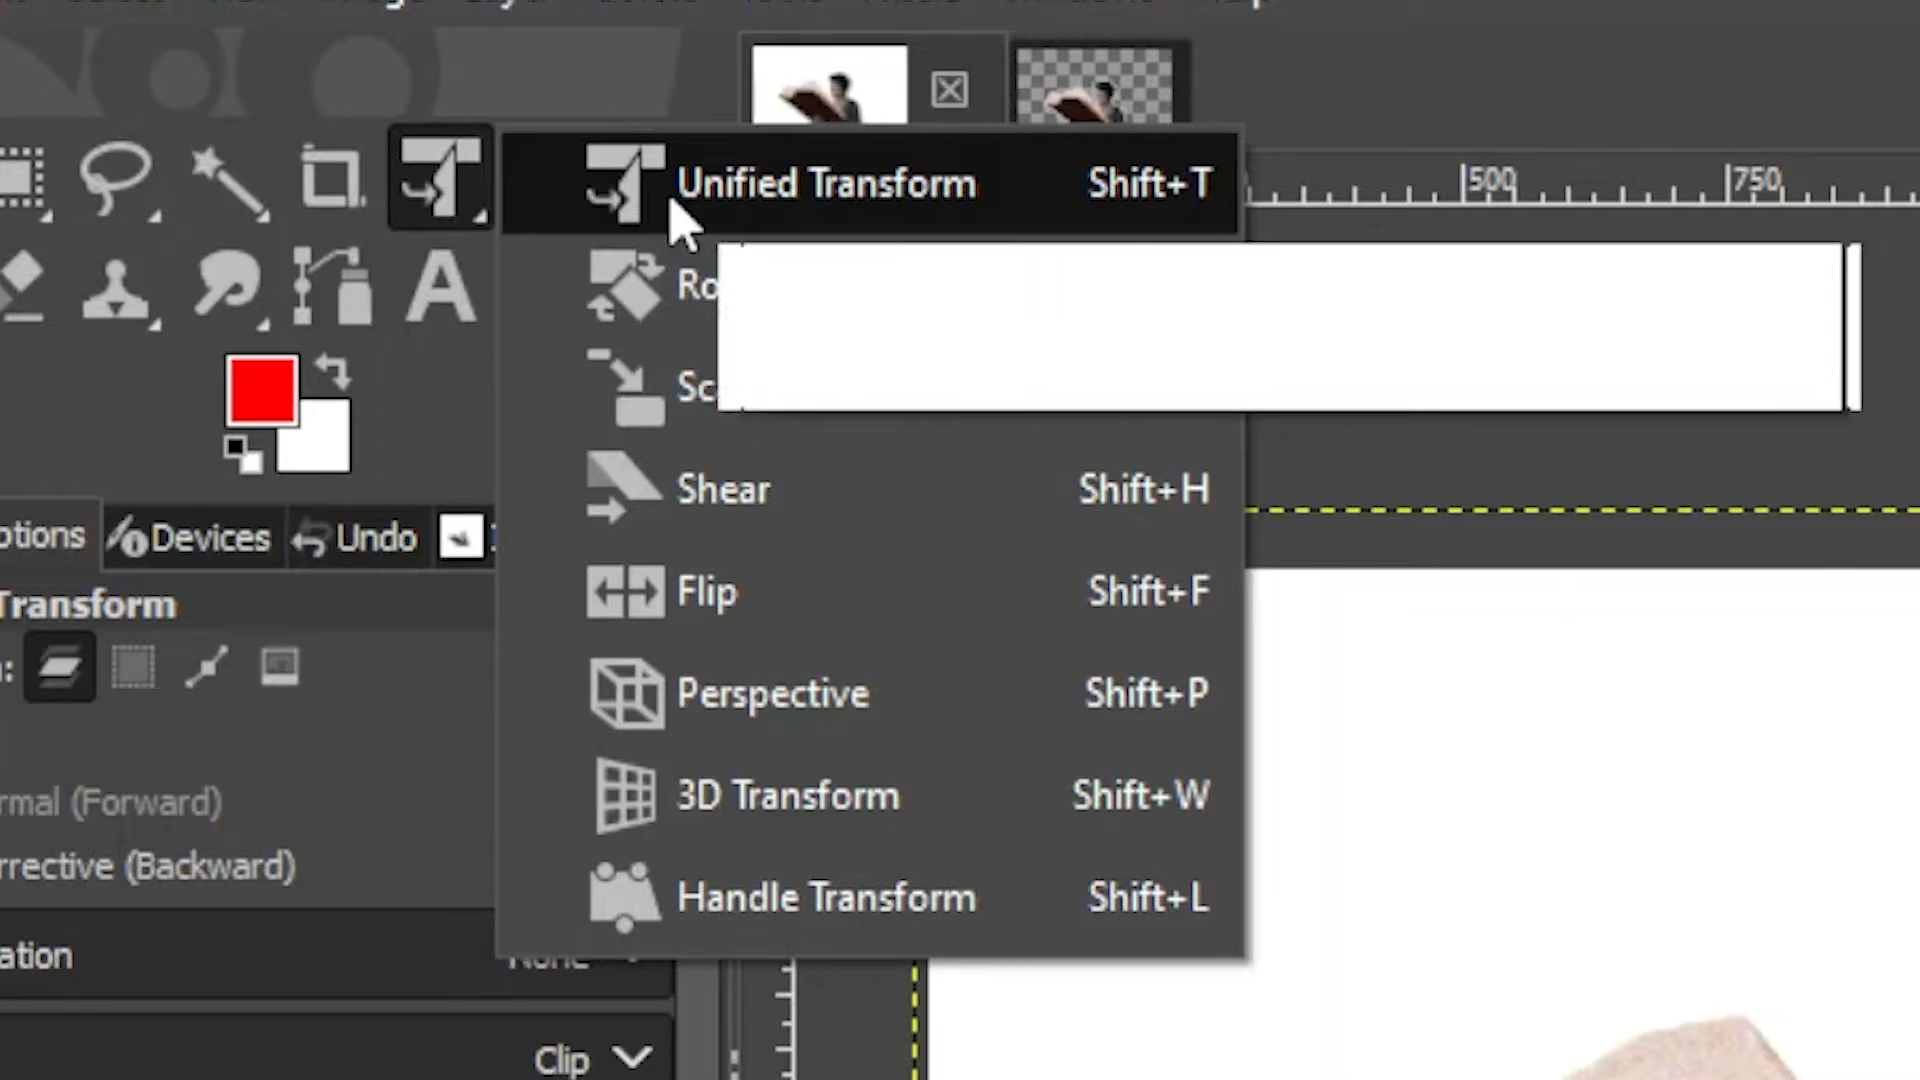 Unified Transform Shift+T
500 750
Ro
Sc
A
Shear Shift+H
otions Devices Undo
Flip Shift+F
Transform
Perspective Shift+P
3D Transform Shift+W
rmal (Forward)
rrective (Backward)
Handle Transform Shift+L
ation
Clip